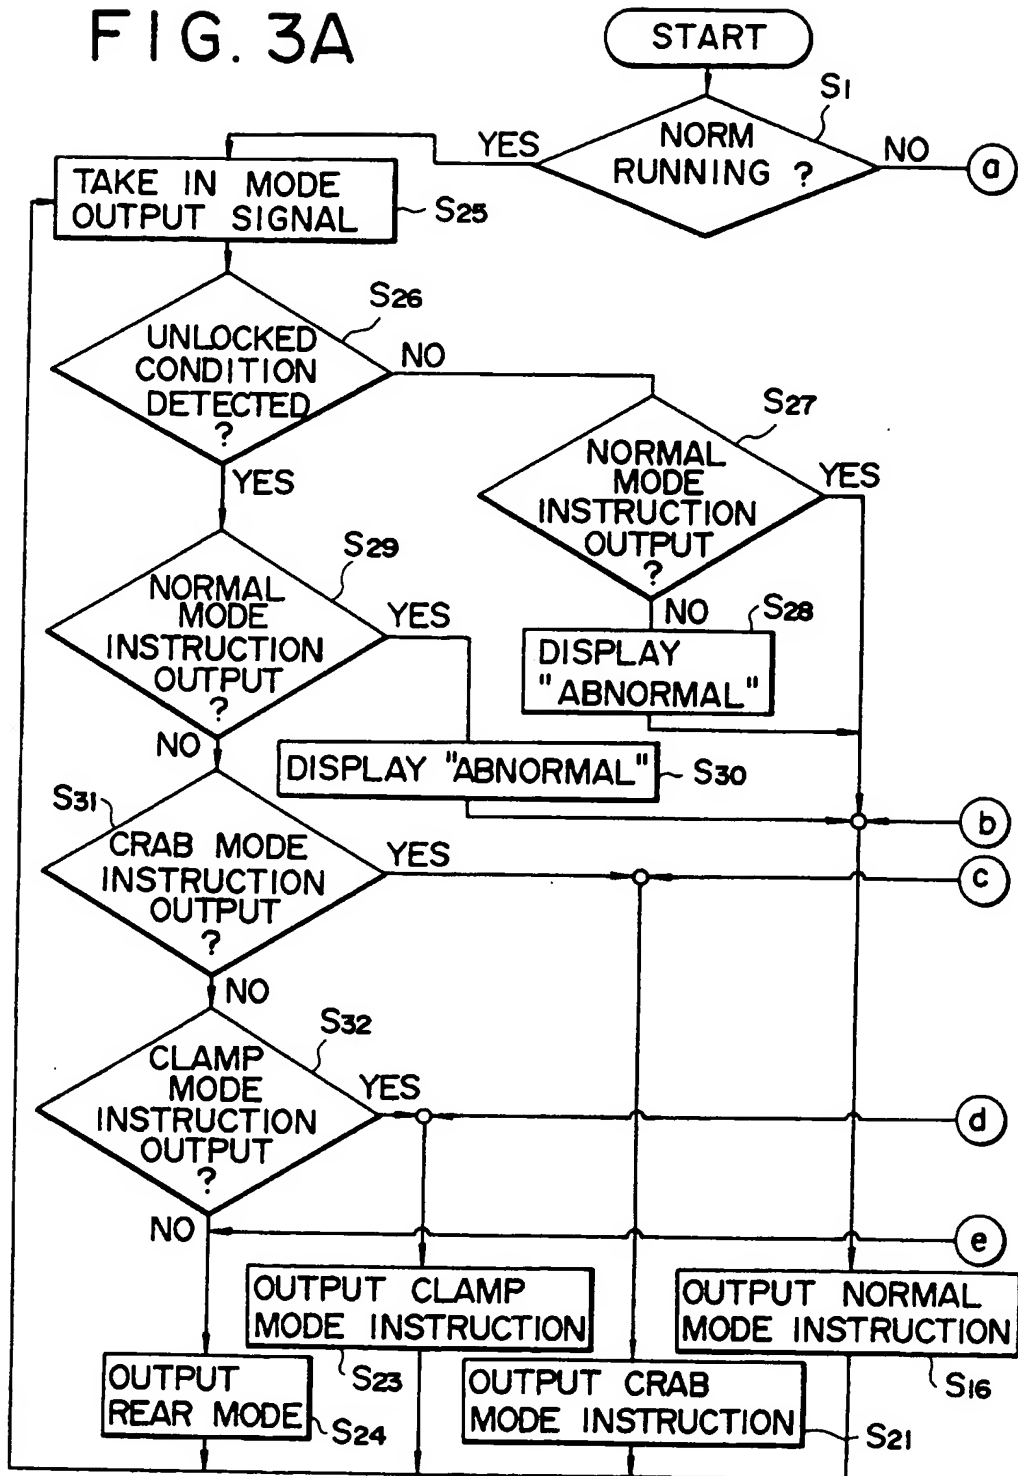 FIG. 3A
START
S1
NORM
RUNNING ?
YES
NO
a
TAKE IN MODE
OUTPUT SIGNAL
S25
S26
UNLOCKED
CONDITION
DETECTED
?
NO
YES
S27
NORMAL
MODE
INSTRUCTION
OUTPUT
?
YES
NO
S28
DISPLAY
"ABNORMAL"
S29
NORMAL
MODE
INSTRUCTION
OUTPUT
?
YES
NO
DISPLAY "ABNORMAL"
S30
b
S31
CRAB MODE
INSTRUCTION
OUTPUT
?
YES
c
NO
S32
CLAMP
MODE
INSTRUCTION
OUTPUT
?
YES
d
NO
e
OUTPUT CLAMP
MODE INSTRUCTION
S23
OUTPUT NORMAL
MODE INSTRUCTION
S16
OUTPUT
REAR MODE
S24
OUTPUT CRAB
MODE INSTRUCTION
S21